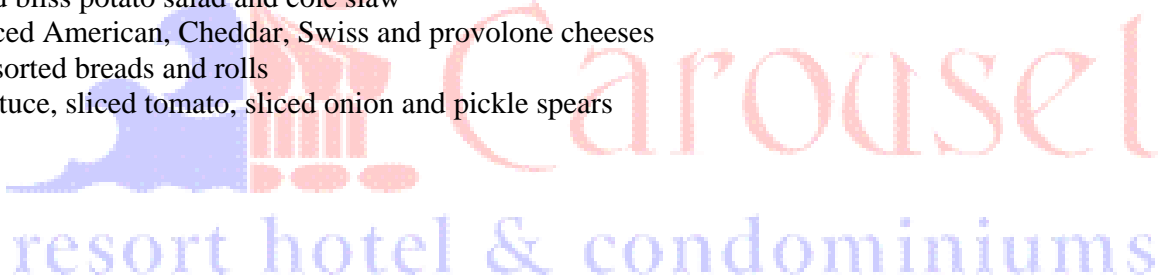 d bliss potato salad and cole slaw
ced American, Cheddar, Swiss and provolone cheeses
sorted breads and rolls
tuce, sliced tomato, sliced onion and pickle spears
Carousel
resort hotel & condominiums